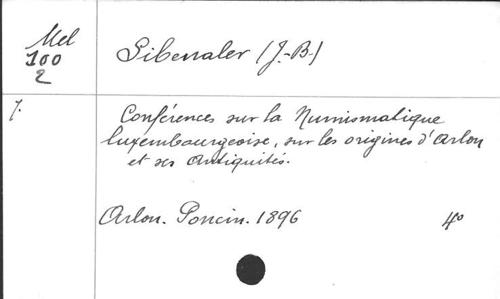 Mel
100
2
Sibenaler (J.-B.)
7.
Conférences sur la Numismatique
luxembourgeoise, sur les origines d'Arlon
et ses Antiquités.
Arlon. Poncin. 1896
4º